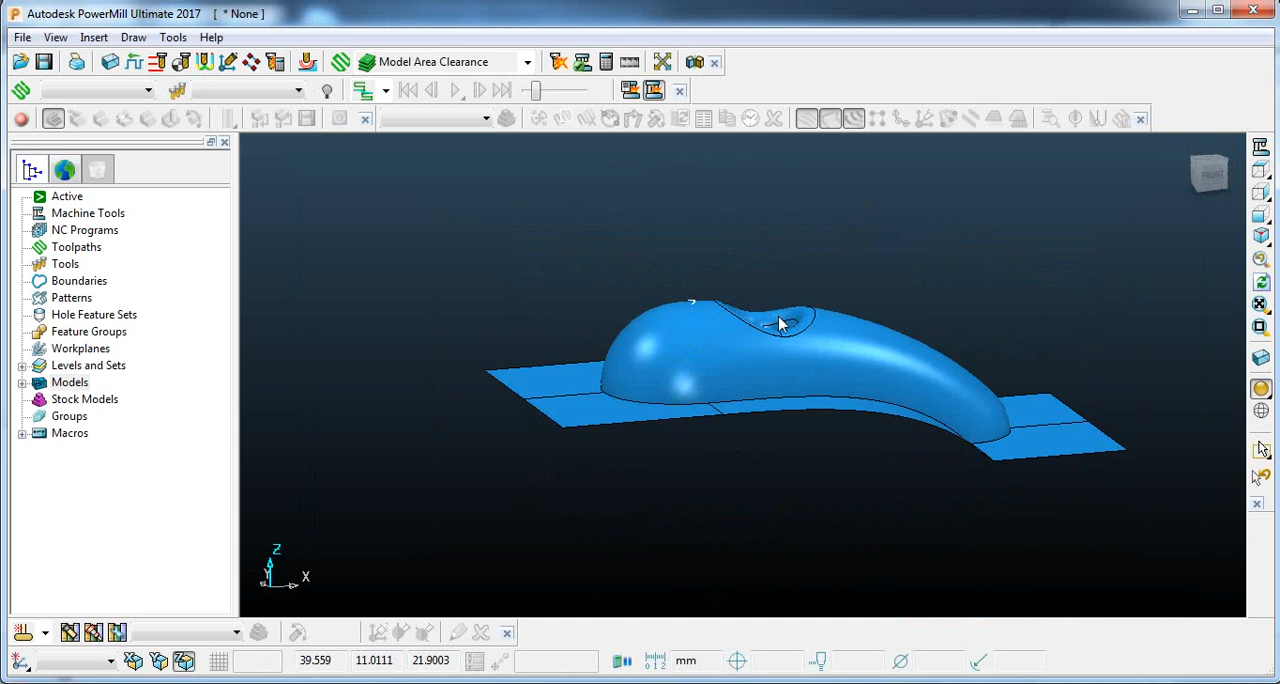 Autodesk PowerMill Ultimate 2017 [ * None ]
File View Insert Draw Tools Help
Model Area Clearance
FRONT
Active
Machine Tools
NC Programs
Toolpaths
Tools
Boundaries
Patterns
Hole Feature Sets
Feature Groups
Workplanes
Levels and Sets
Models
Stock Models
Groups
Macros
Z
Y
X
39.559 11.0111 21.9003 mm